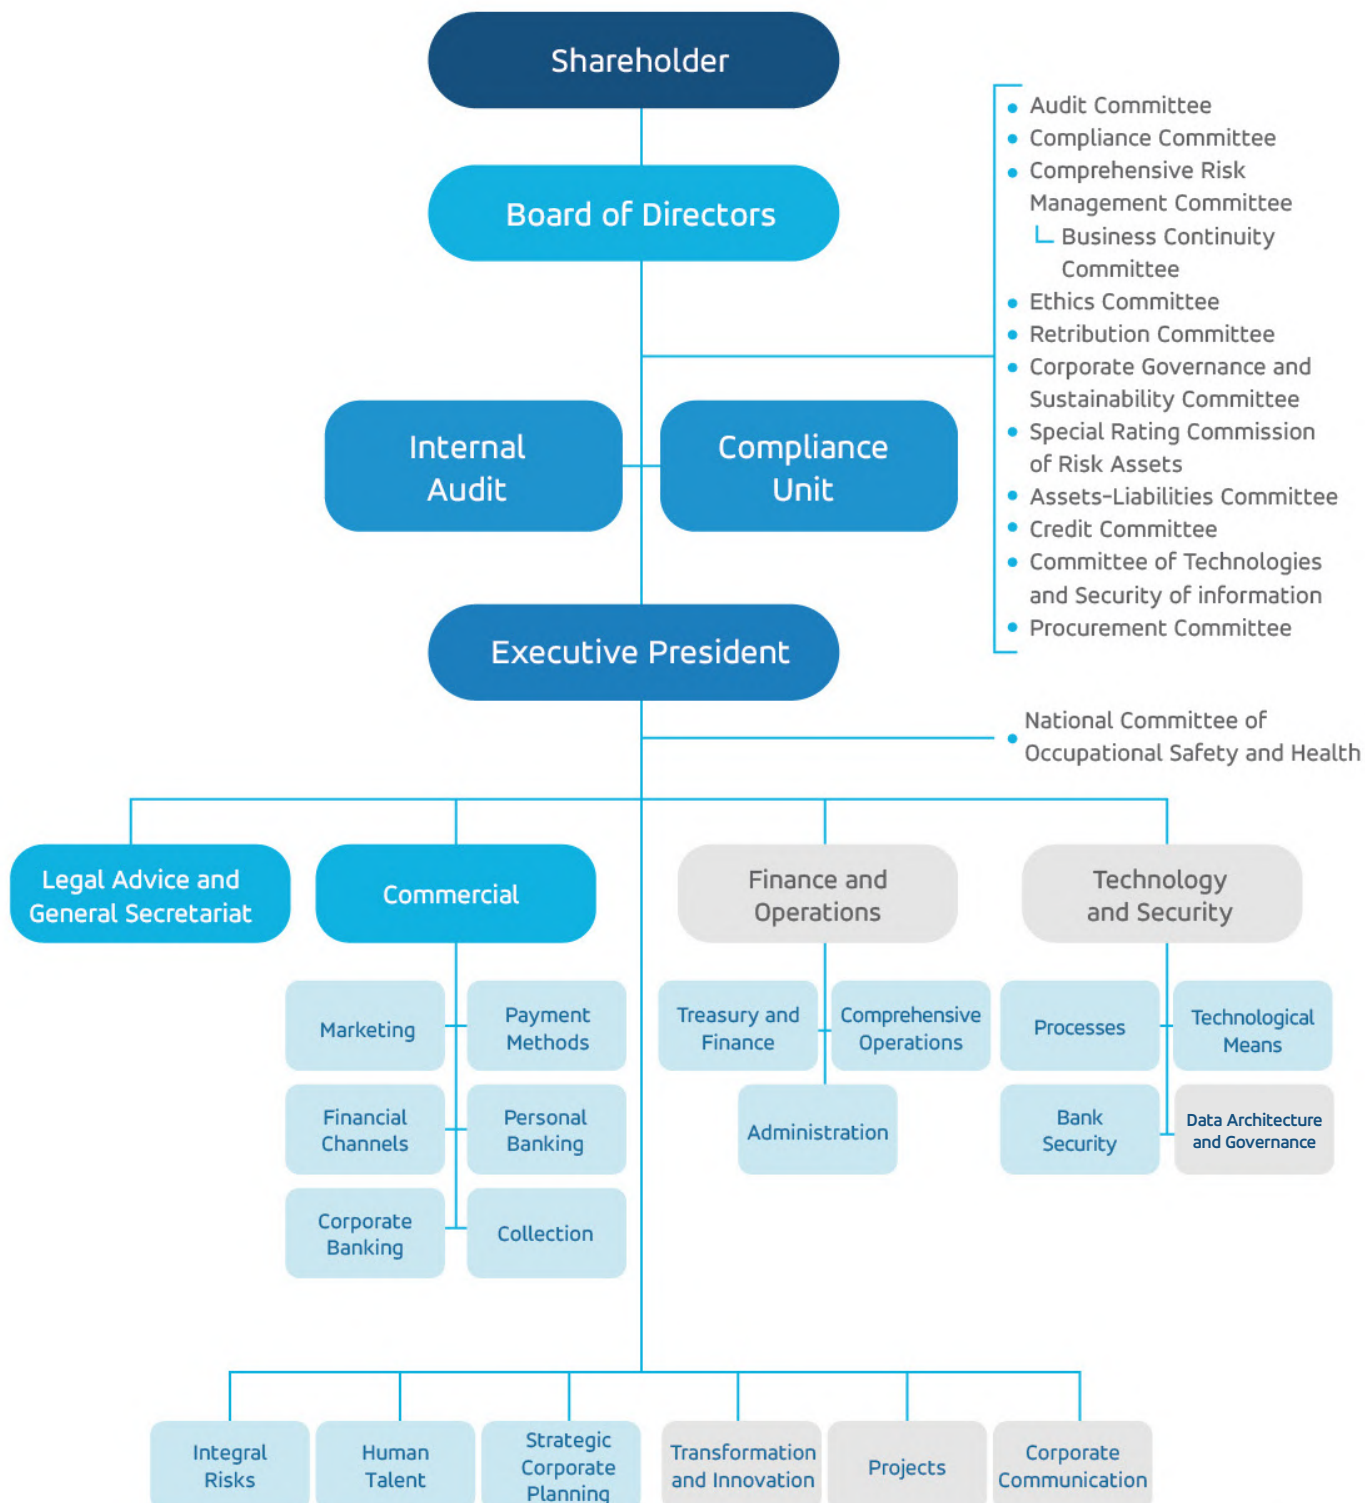 Shareholder
Board of Directors
• Audit Committee
• Compliance Committee
• Comprehensive Risk
Management Committee
Business Continuity
Committee
• Ethics Committee
• Retribution Committee
• Corporate Governance and
Sustainability Committee
• Special Rating Commission
of Risk Assets
• Assets-Liabilities Committee
• Credit Committee
• Committee of Technologies
and Security of information
• Procurement Committee
Internal
Audit
Compliance
Unit
Executive President
• National Committee of
Occupational Safety and Health
Legal Advice and
General Secretariat
Commercial
Finance and
Operations
Technology
and Security
Marketing
Payment
Methods
Treasury and
Finance
Comprehensive
Operations
Processes
Technological
Means
Financial
Channels
Personal
Banking
Administration
Bank
Security
Data Architecture
and Governance
Corporate
Banking
Collection
Integral
Risks
Human
Talent
Strategic
Corporate
Planning
Transformation
and Innovation
Projects
Corporate
Communication